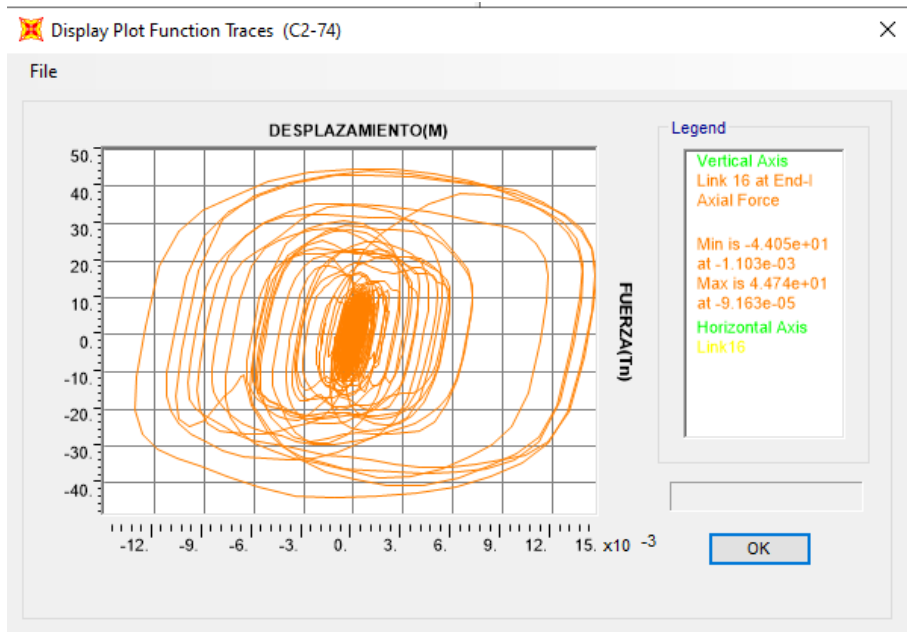 Display Plot Function Traces (C2-74)
File
DESPLAZAMIENTO(M)
50.
40.
30.
20.
10.
0.
-10.
-20.
-30.
-40.
-12. -9. -6. -3. 0. 3. 6. 9. 12. 15. x10 -3
FUERZA(Tn)
Legend
Vertical Axis
Link 16 at End-I
Axial Force
Min is -4.405e+01
at -1.103e-03
Max is 4.474e+01
at -9.163e-05
Horizontal Axis
Link16
OK